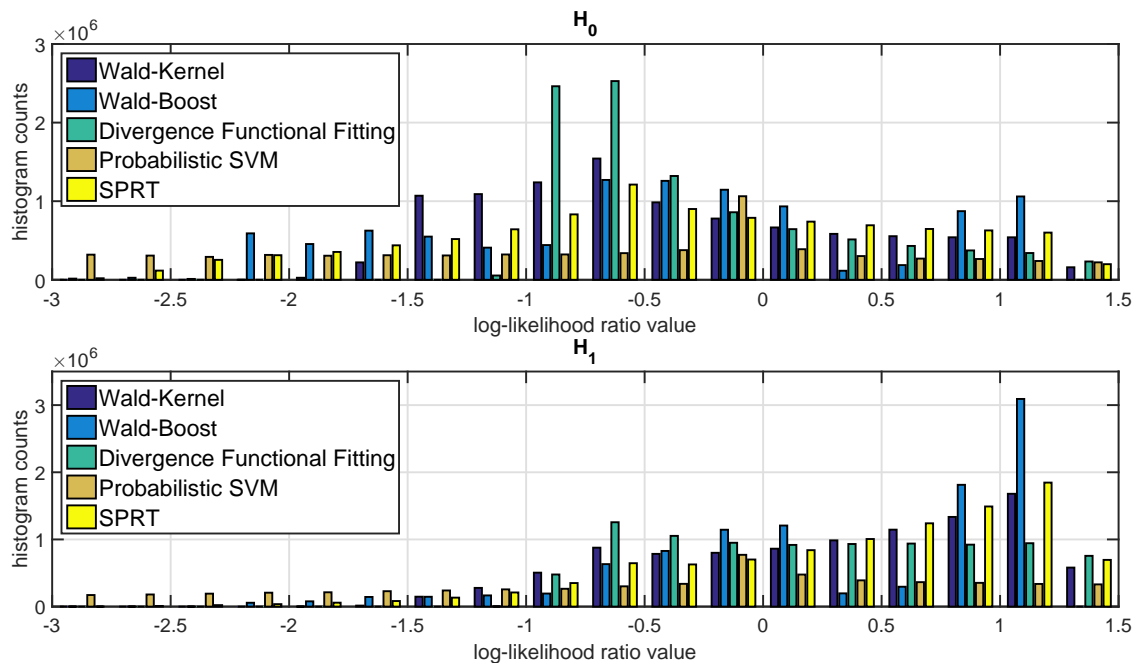 H0
×10^6
3
2
1
0
histogram counts
Wald-Kernel
Wald-Boost
Divergence Functional Fitting
Probabilistic SVM
SPRT
-3 -2.5 -2 -1.5 -1 -0.5 0 0.5 1 1.5
log-likelihood ratio value
H1
×10^6
3
2
1
0
histogram counts
Wald-Kernel
Wald-Boost
Divergence Functional Fitting
Probabilistic SVM
SPRT
-3 -2.5 -2 -1.5 -1 -0.5 0 0.5 1 1.5
log-likelihood ratio value